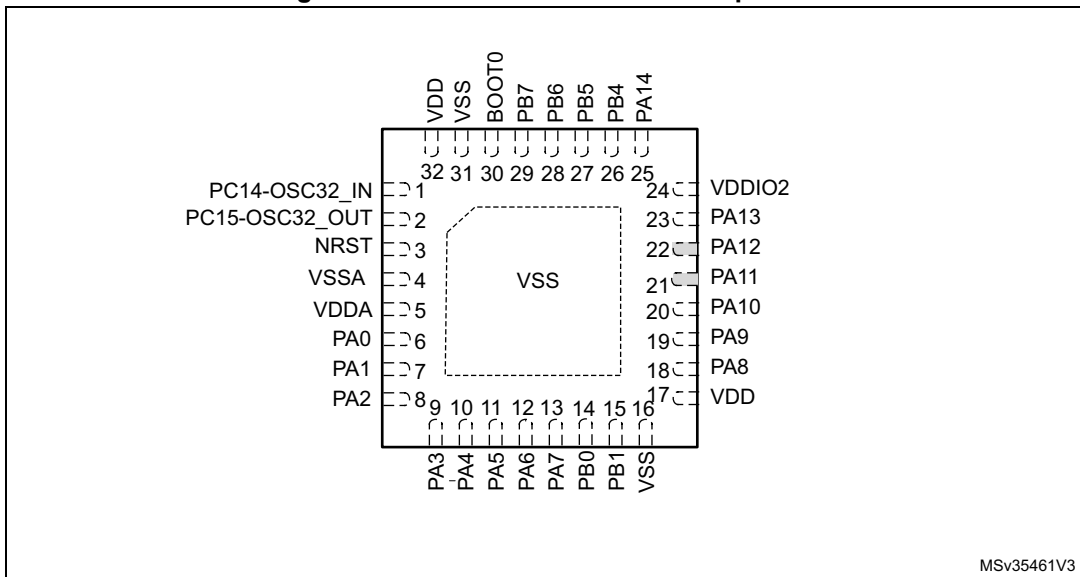 VDD
VSS
BOOT0
PB7
PB6
PB5
PB4
PA14
32 31 30 29 28 27 26 25
PC14-OSC32_IN 1
PC15-OSC32_OUT 2
NRST 3
VSSA 4
VDDA 5
PA0 6
PA1 7
PA2 8
VSS
24 VDDIO2
23 PA13
22 PA12
21 PA11
20 PA10
19 PA9
18 PA8
17 VDD
9 10 11 12 13 14 15 16
PA3
PA4
PA5
PA6
PA7
PB0
PB1
VSS
MSv35461V3